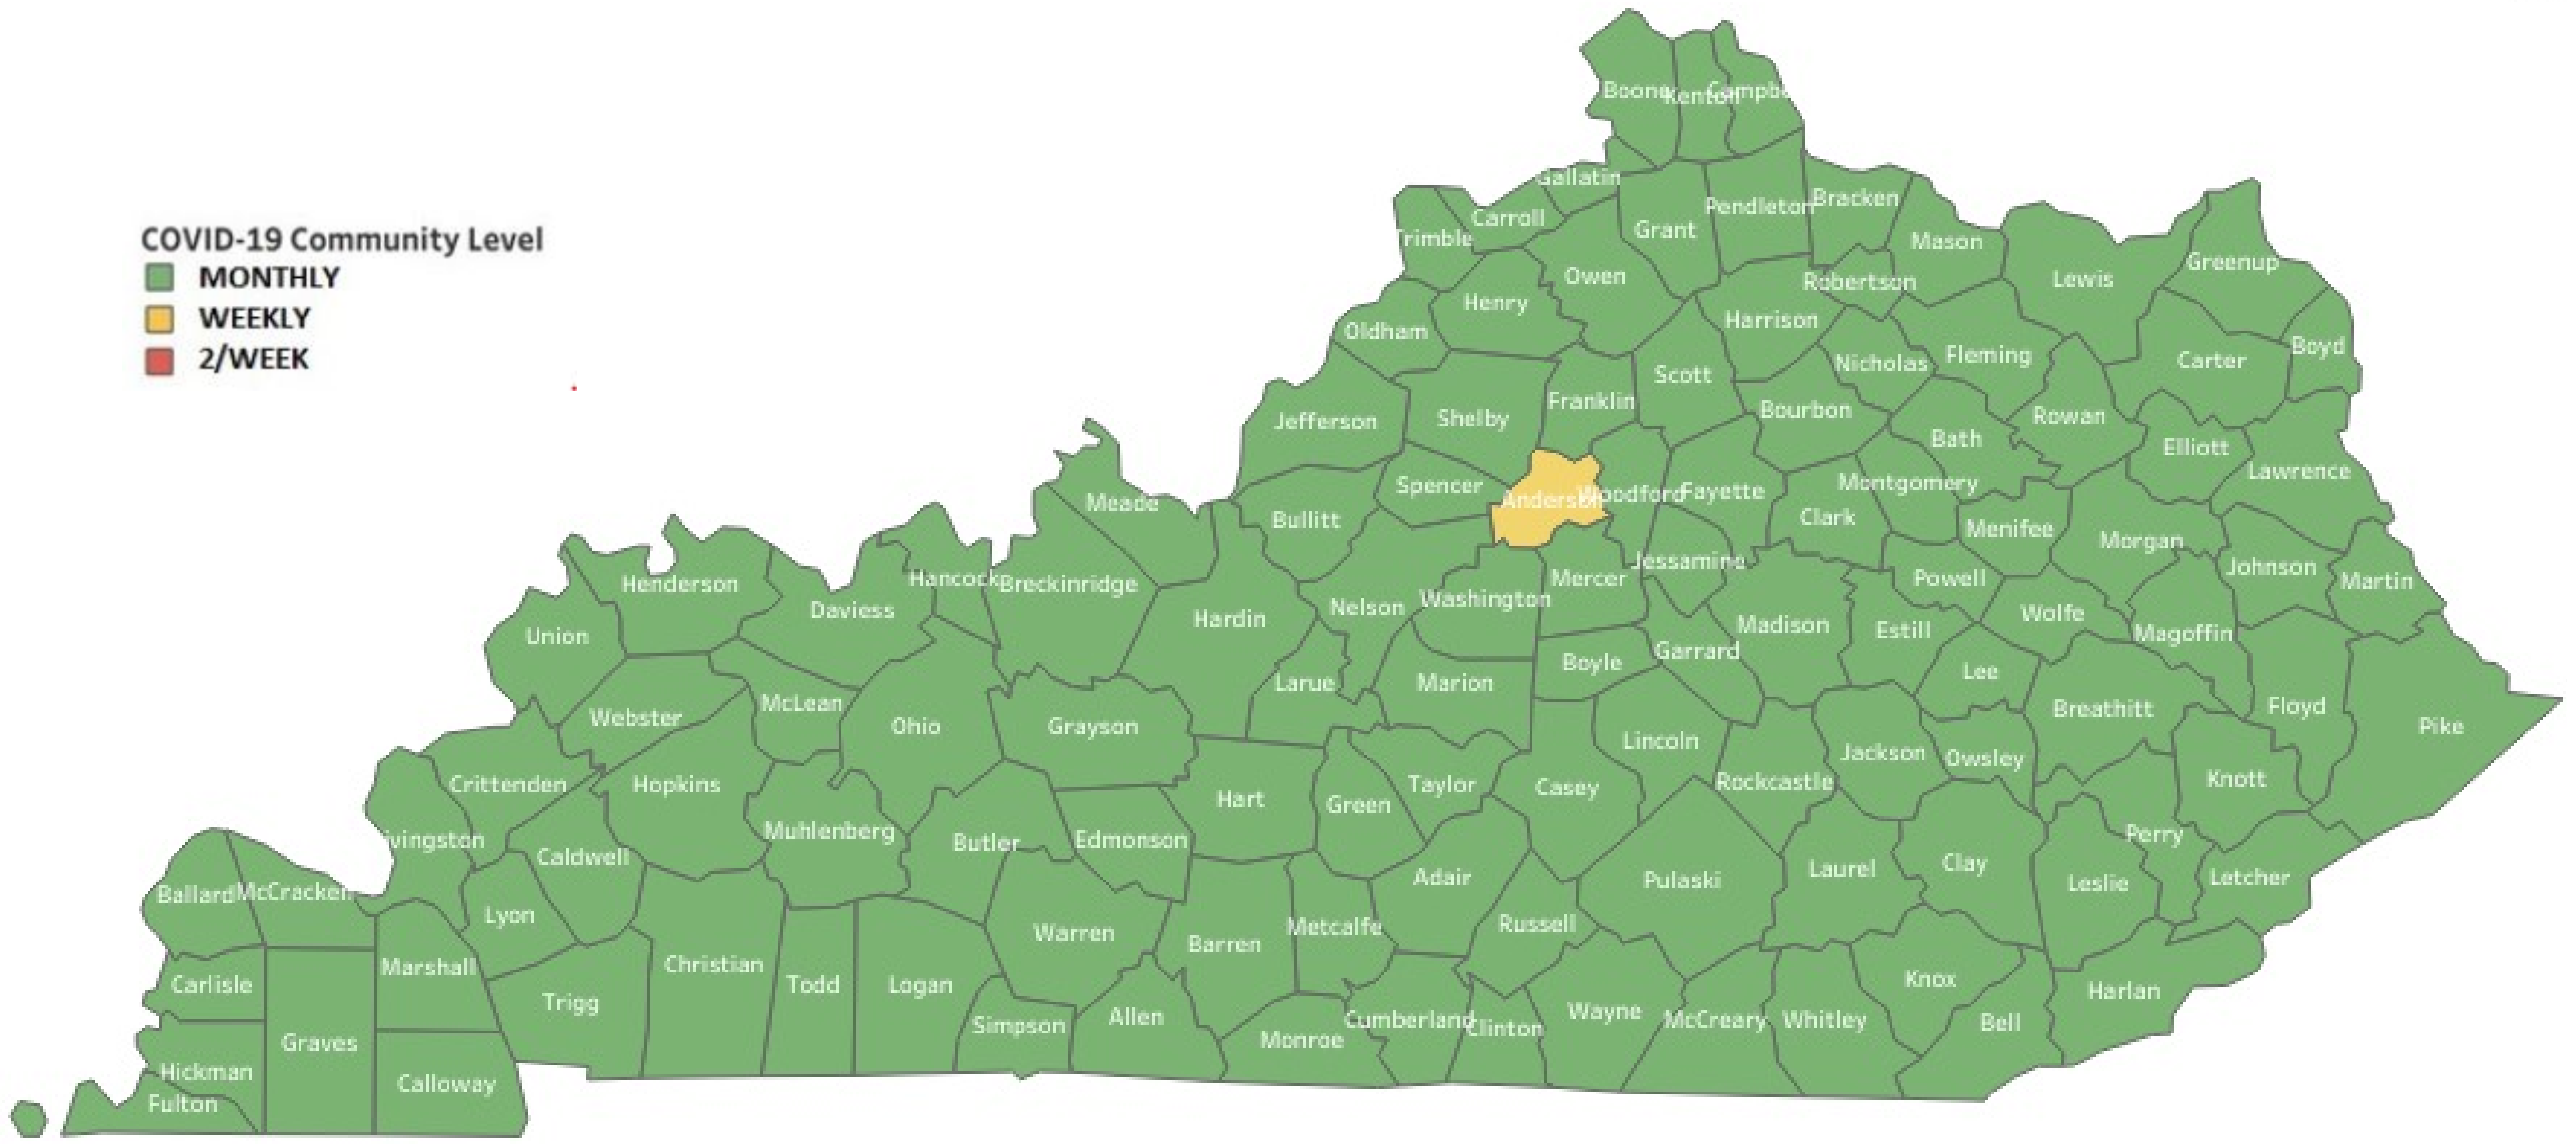 COVID-19 Community Level
MONTHLY
WEEKLY
2/WEEK
Boone
Kenton
Campbe
Gallatin
Carroll
Trimble
Grant
Pendleton
Bracken
Mason
Lewis
Greenup
Owen
Robertson
Henry
Harrison
Oldham
Boyd
Nicholas
Fleming
Carter
Scott
Franklin
Bourbon
Rowan
Shelby
Jefferson
Bath
Elliott
Lawrence
Spencer
Anderson
Woodford
Fayette
Montgomery
Meade
Bullitt
Clark
Menifee
Morgan
Jessamine
Johnson
Martin
Henderson
Hancock
Breckinridge
Mercer
Powell
Daviess
Nelson
Washington
Wolfe
Union
Hardin
Madison
Estill
Magoffin
Boyle
Garrard
Lee
Larue
Marion
McLean
Breathitt
Floyd
Webster
Ohio
Grayson
Pike
Lincoln
Jackson
Owsley
Crittenden
Hopkins
Taylor
Casey
Rockcastle
Knott
Hart
Green
Muhlenberg
Perry
ivingston
Butler
Edmonson
Caldwell
Clay
Laurel
Adair
Pulaski
Leslie
Letcher
Ballard
McCracken
Lyon
Russell
Metcalfe
Warren
Barren
Marshall
Christian
Knox
Carlisle
Todd
Logan
Harlan
Trigg
Wayne
Simpson
Allen
Cumberland
Clinton
McCreary
Whitley
Bell
Graves
Monroe
Hickman
Calloway
Fulton